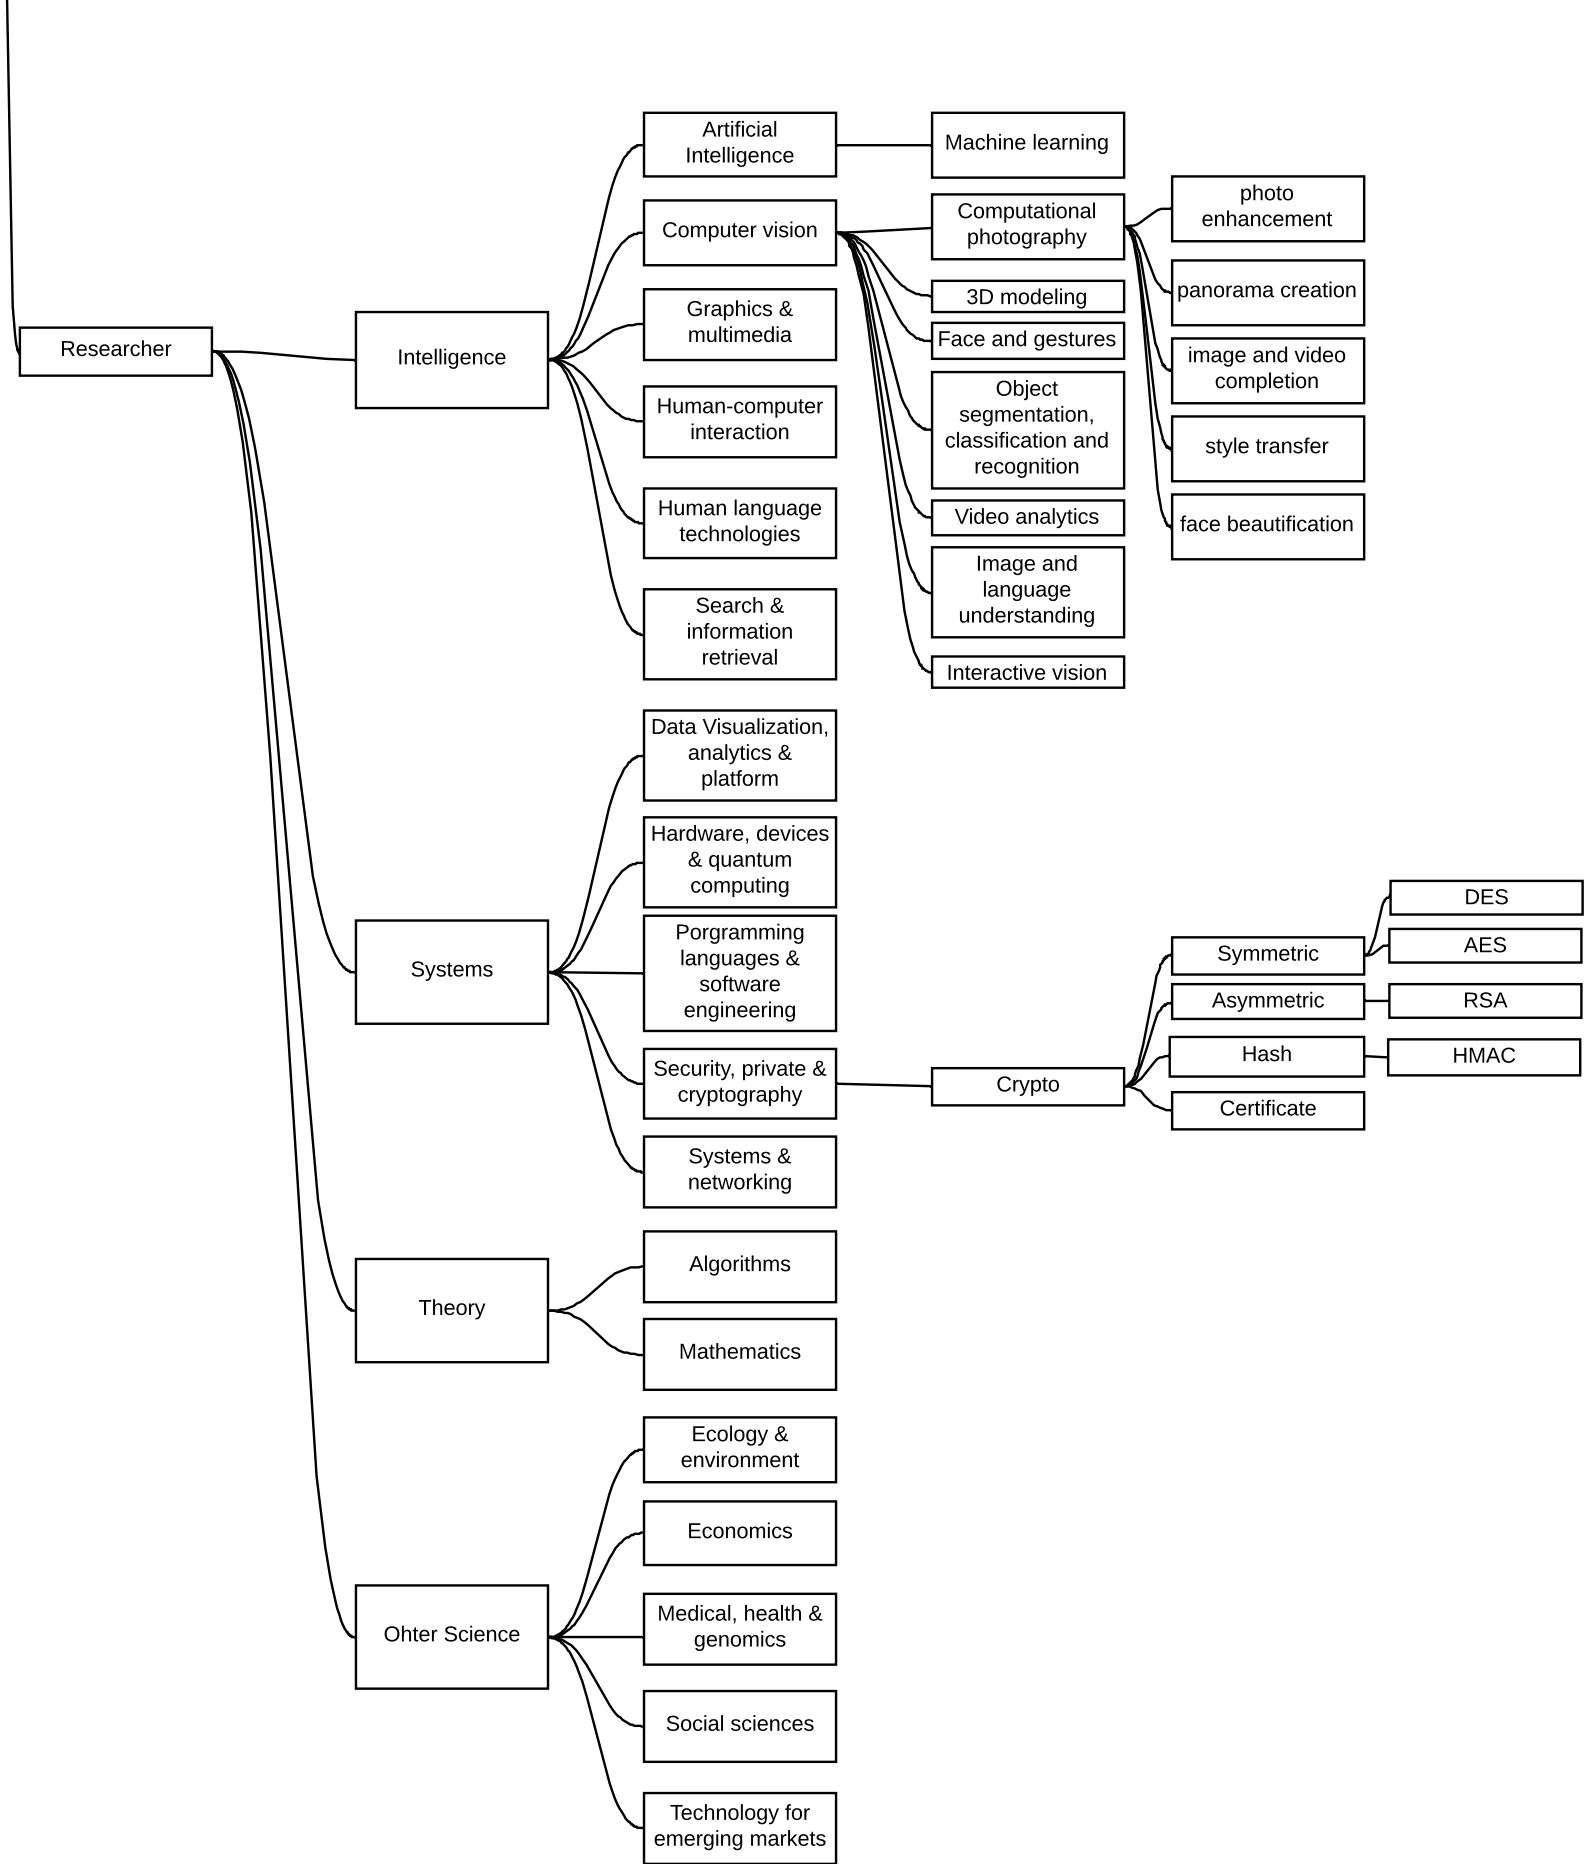 Researcher
Intelligence
Artificial
Intelligence
Machine learning
Computer vision
Computational
photography
photo
enhancement
panorama creation
image and video
completion
style transfer
face beautification
3D modeling
Face and gestures
Object
segmentation,
classification and
recognition
Video analytics
Image and
language
understanding
Interactive vision
Graphics &
multimedia
Human-computer
interaction
Human language
technologies
Search &
information
retrieval
Systems
Data Visualization,
analytics &
platform
Hardware, devices
& quantum
computing
Porgramming
languages &
software
engineering
Security, private &
cryptography
Crypto
Symmetric
DES
AES
Asymmetric
RSA
Hash
HMAC
Certificate
Systems &
networking
Theory
Algorithms
Mathematics
Ohter Science
Ecology &
environment
Economics
Medical, health &
genomics
Social sciences
Technology for
emerging markets